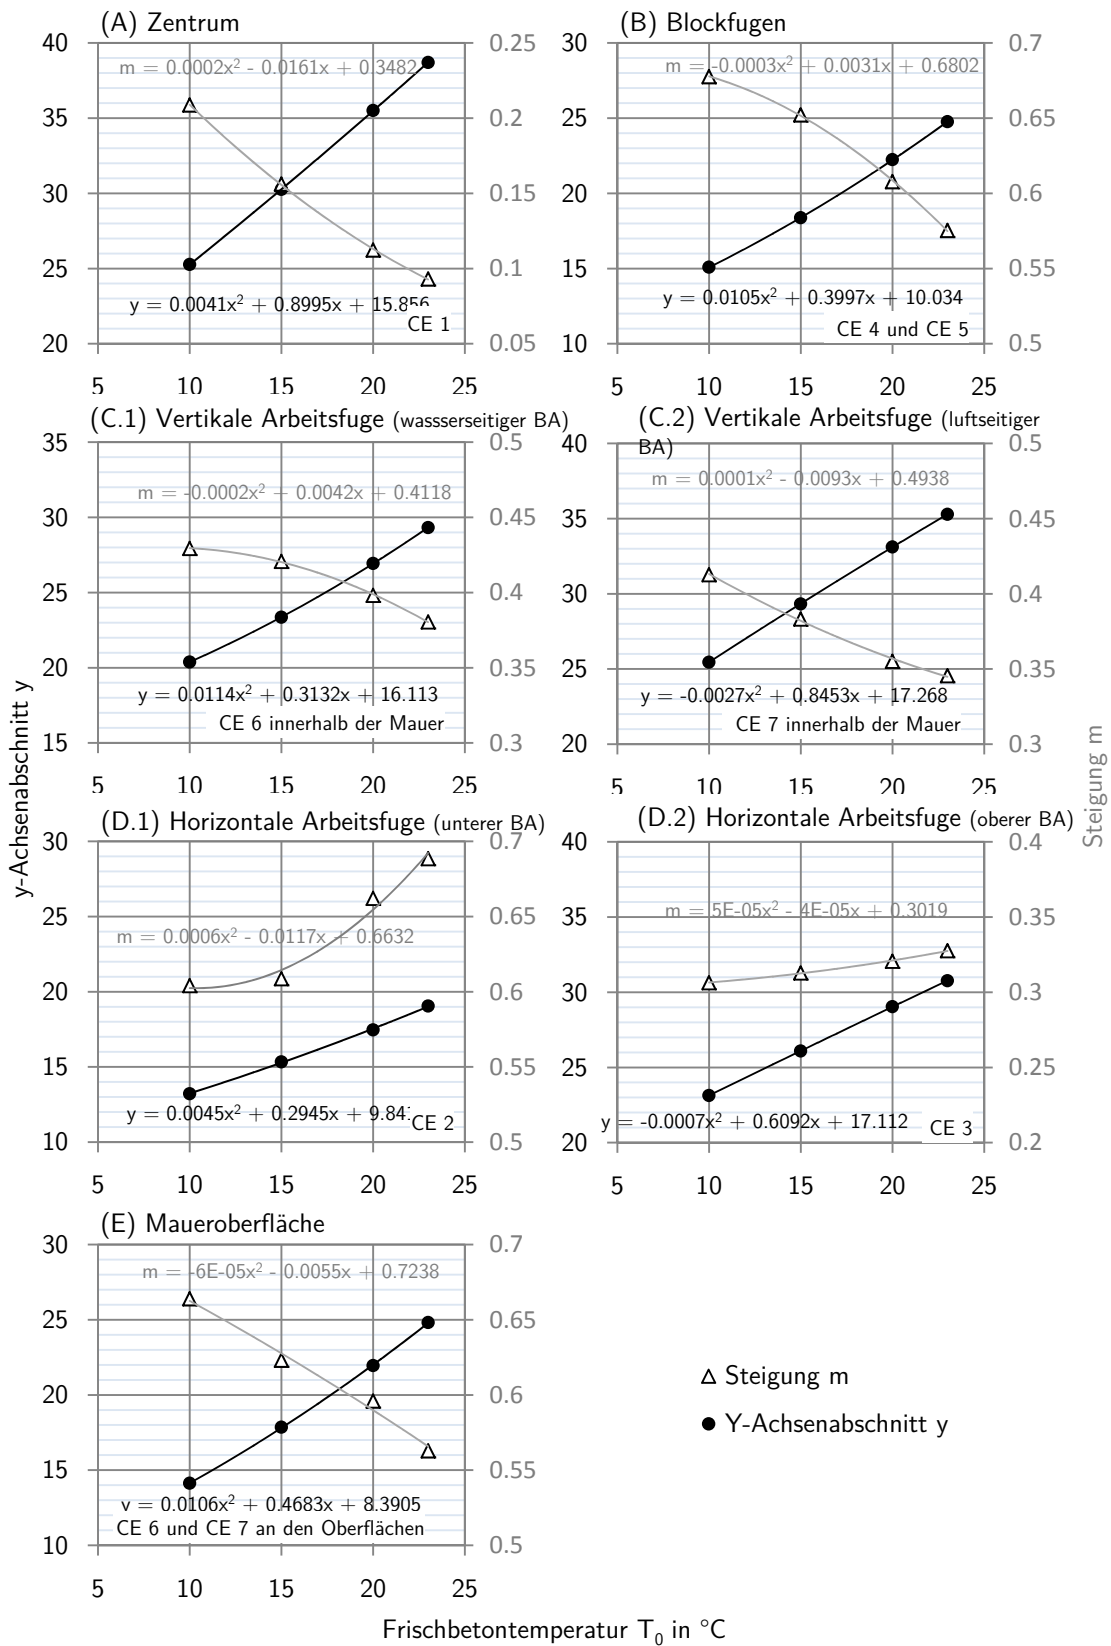 (A) Zentrum
40
35
30
25
20
0.25
0.2
0.15
0.1
0.05
m = 0.0002x² - 0.0161x + 0.3482
y = 0.0041x² + 0.8995x + 15.856
CE 1
5 10 15 20 25
(B) Blockfugen
30
25
20
15
10
0.7
0.65
0.6
0.55
0.5
m = -0.0003x² + 0.0031x + 0.6802
y = 0.0105x² + 0.3997x + 10.034
CE 4 und CE 5
5 10 15 20 25
(C.1) Vertikale Arbeitsfuge (wassserseitiger BA)
35
30
25
20
15
0.5
0.45
0.4
0.35
0.3
m = -0.0002x² + 0.0042x + 0.4118
y = 0.0114x² + 0.3132x + 16.113
CE 6 innerhalb der Mauer
5 10 15 20 25
(C.2) Vertikale Arbeitsfuge (luftseitiger
BA)
40
35
30
25
20
0.5
0.45
0.4
0.35
0.3
m = 0.0001x² - 0.0093x + 0.4938
y = -0.0027x² + 0.8453x + 17.268
CE 7 innerhalb der Mauer
5 10 15 20 25
y-Achsenabschnitt y
Steigung m
(D.1) Horizontale Arbeitsfuge (unterer BA)
30
25
20
15
10
0.7
0.65
0.6
0.55
0.5
m = 0.0006x² - 0.0117x + 0.6632
y = 0.0045x² + 0.2945x + 9.84
CE 2
5 10 15 20 25
(D.2) Horizontale Arbeitsfuge (oberer BA)
40
35
30
25
20
0.4
0.35
0.3
0.25
0.2
m = 5E-05x² - 4E-05x + 0.3019
y = -0.0007x² + 0.6092x + 17.112
CE 3
5 10 15 20 25
(E) Maueroberfläche
30
25
20
15
10
0.7
0.65
0.6
0.55
0.5
m = -6E-05x² - 0.0055x + 0.7238
y = 0.0106x² + 0.4683x + 8.3905
CE 6 und CE 7 an den Oberflächen
5 10 15 20 25
Steigung m
Y-Achsenabschnitt y
Frischbetontemperatur T₀ in °C